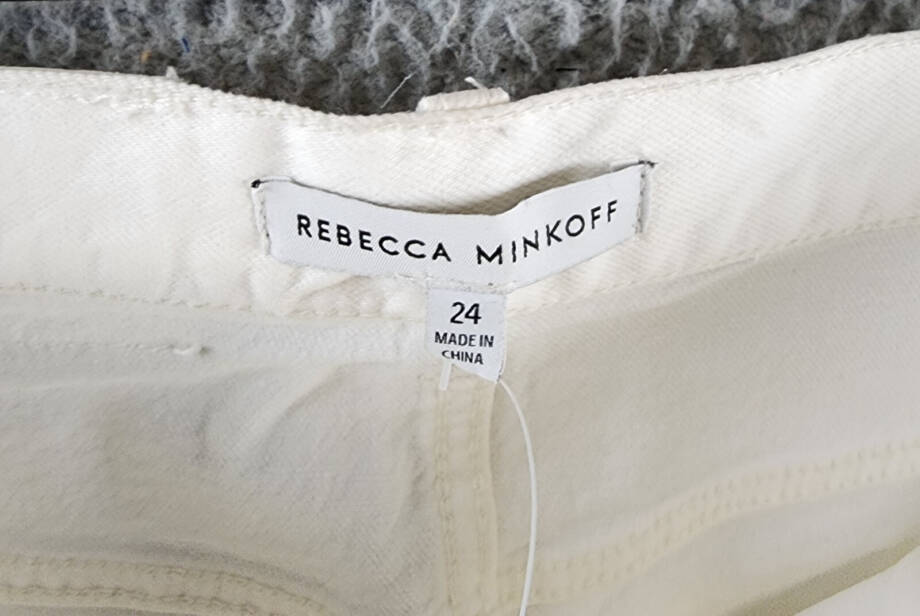 REBECCA MINKOFF
24
MADE IN
CHINA